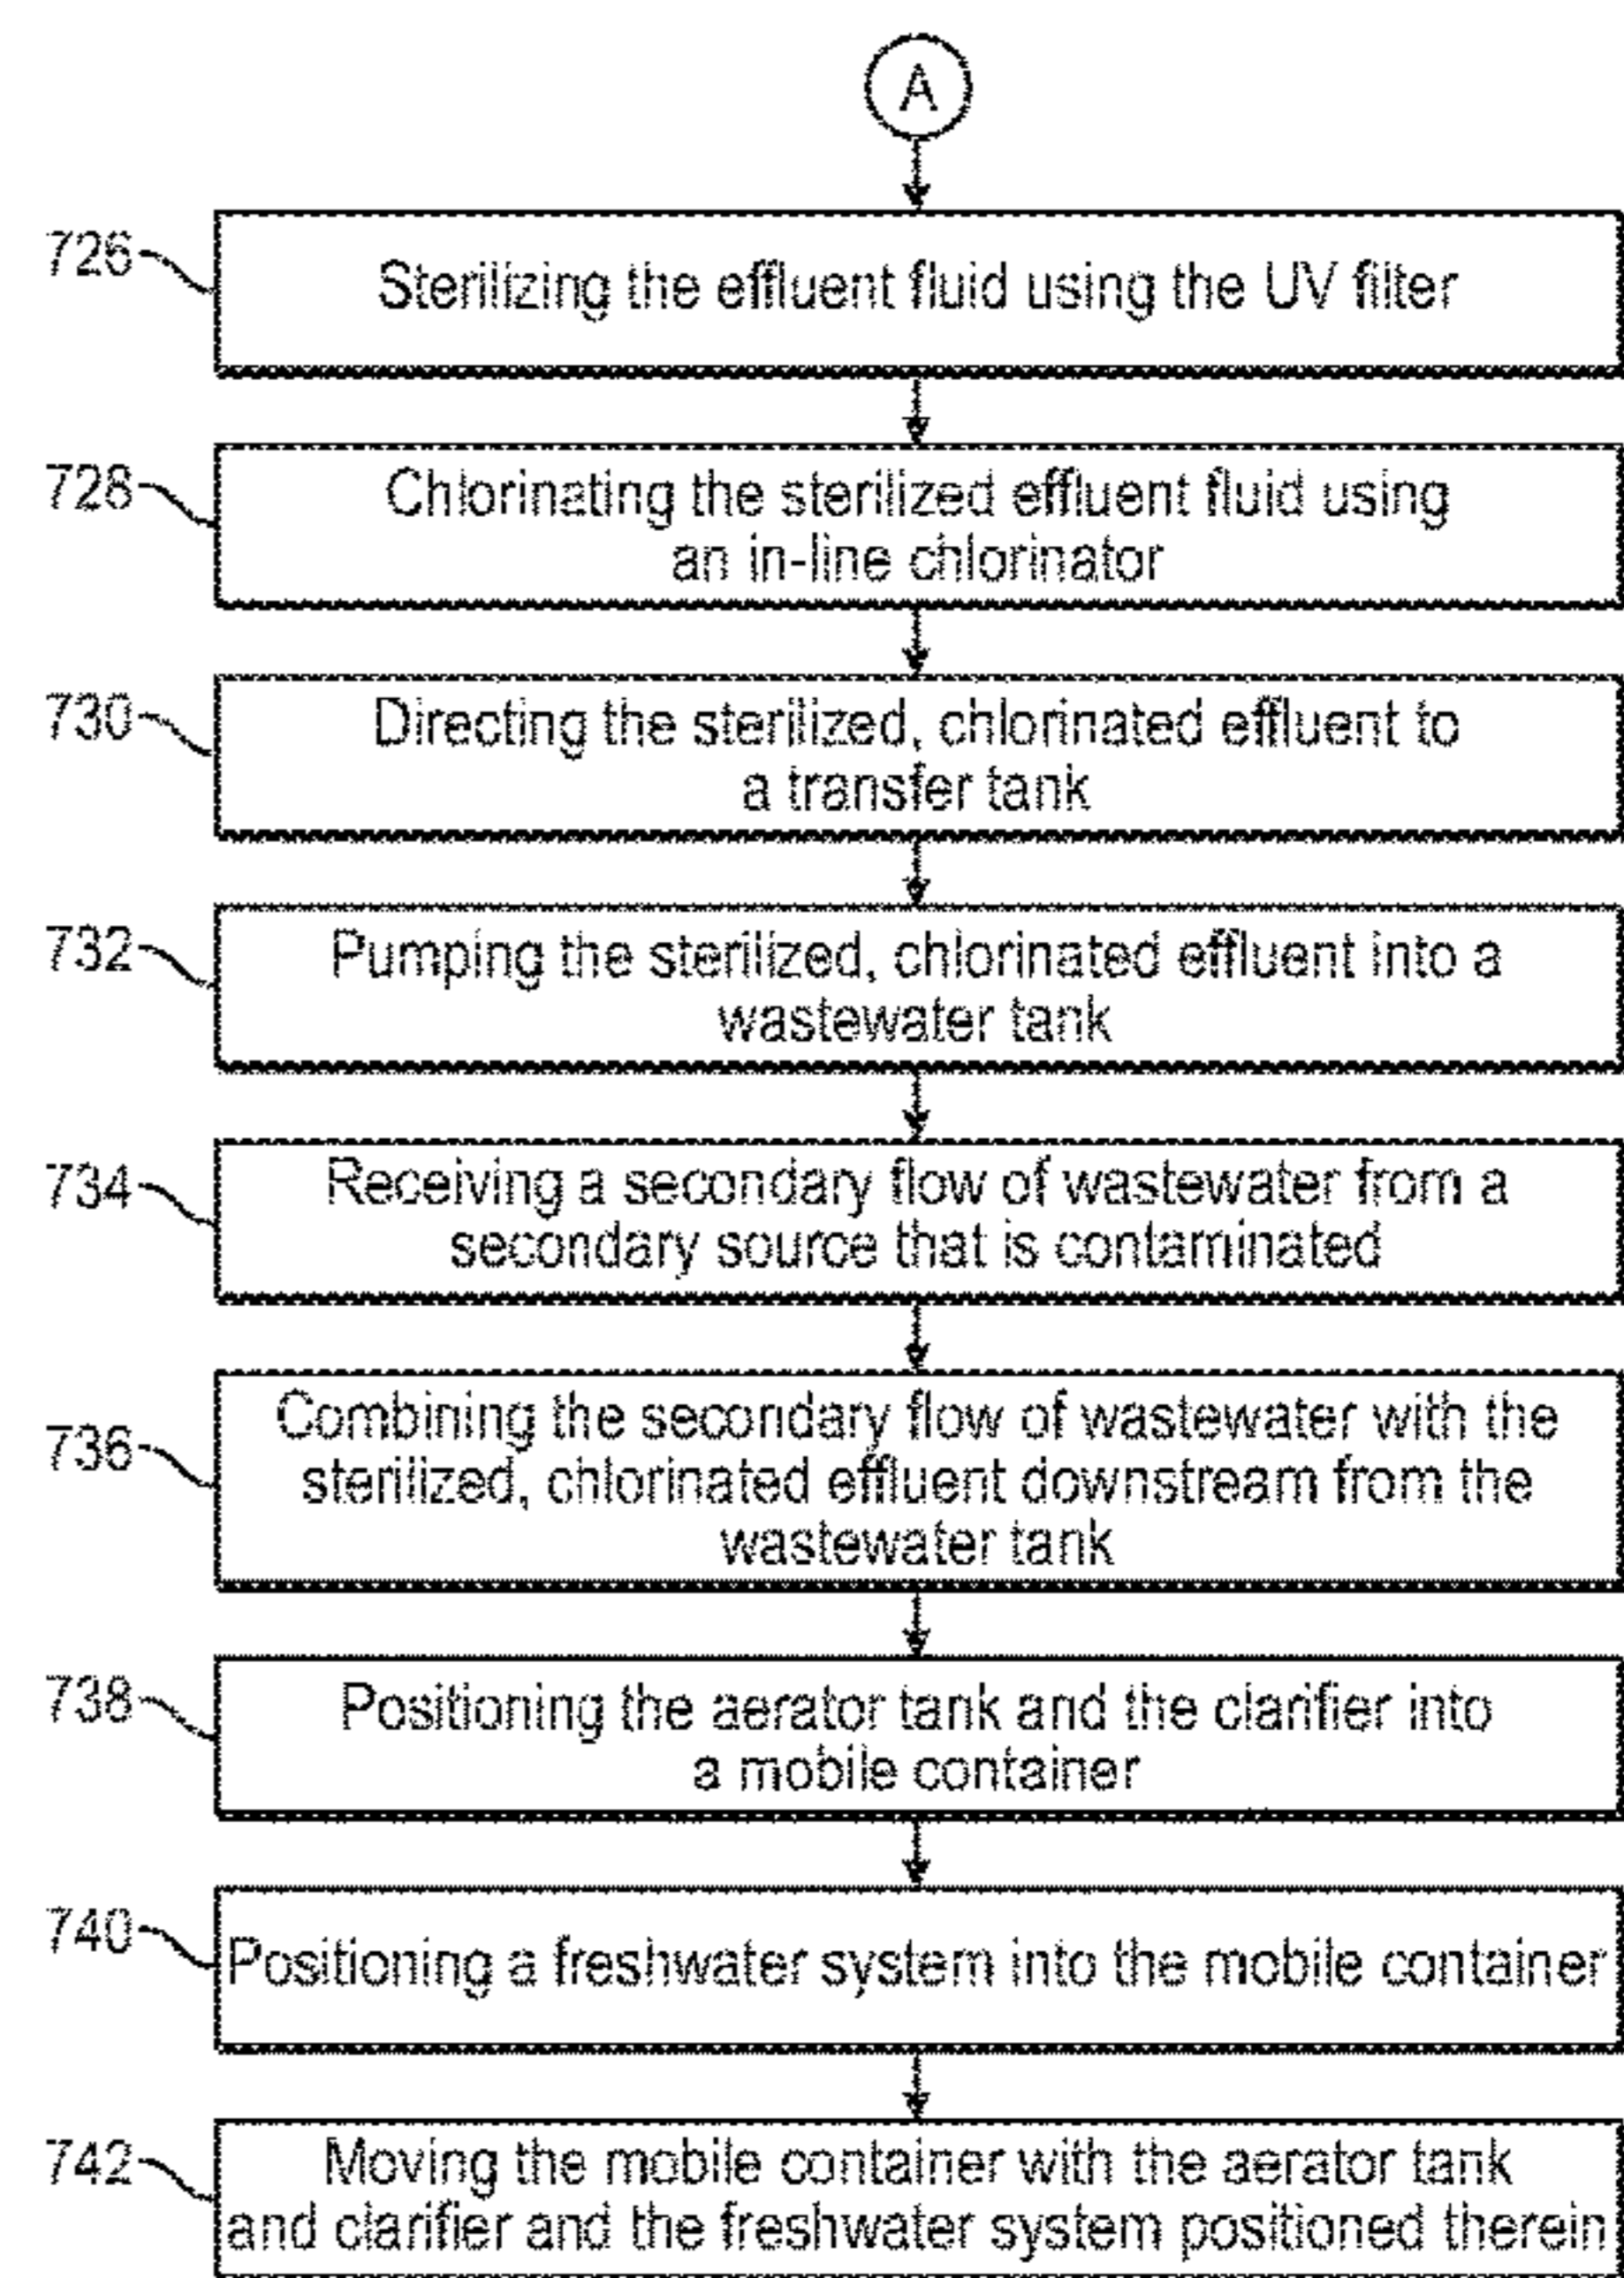 A
726
Sterilizing the effluent fluid using the UV filter
728
Chlorinating the sterilized effluent fluid using
an in-line chlorinator
730
Directing the sterilized, chlorinated effluent to
a transfer tank
732
Pumping the sterilized, chlorinated effluent into a
wastewater tank
734
Receiving a secondary flow of wastewater from a
secondary source that is contaminated
736
Combining the secondary flow of wastewater with the
sterilized, chlorinated effluent downstream from the
wastewater tank
738
Positioning the aerator tank and the clarifier into
a mobile container
740
Positioning a freshwater system into the mobile container
742
Moving the mobile container with the aerator tank
and clarifier and the freshwater system positioned therein